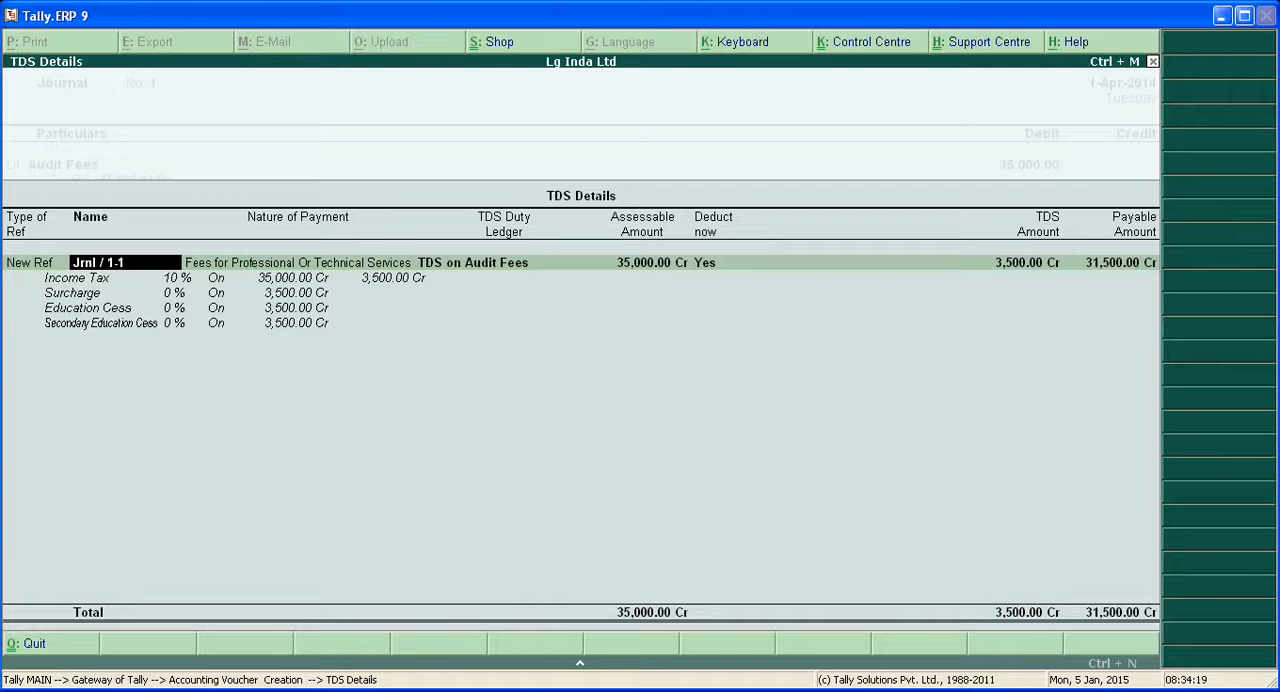 Tally.ERP 9
P: Print E: Export M: E-Mail O: Upload S: Shop G: Language K: Keyboard K: Control Centre H: Support Centre H: Help
TDS Details Lg Inda Ltd Ctrl + M
Journal No. 1 1-Apr-2014
Tuesday
Particulars Debit Credit
Dr Audit Fees 35,000.00
TDS Details
Type of Name Nature of Payment TDS Duty Assessable Deduct TDS Payable
Ref Ledger Amount now Amount Amount
New Ref Jrnl / 1-1 Fees for Professional Or Technical Services TDS on Audit Fees 35,000.00 Cr Yes 3,500.00 Cr 31,500.00 Cr
Income Tax 10 % On 35,000.00 Cr 3,500.00 Cr
Surcharge 0 % On 3,500.00 Cr
Education Cess 0 % On 3,500.00 Cr
Secondary Education Cess 0 % On 3,500.00 Cr
Total 35,000.00 Cr 3,500.00 Cr 31,500.00 Cr
Q: Quit
Ctrl + N
Tally MAIN --> Gateway of Tally --> Accounting Voucher Creation --> TDS Details (c) Tally Solutions Pvt. Ltd., 1988-2011 Mon, 5 Jan, 2015 08:34:19